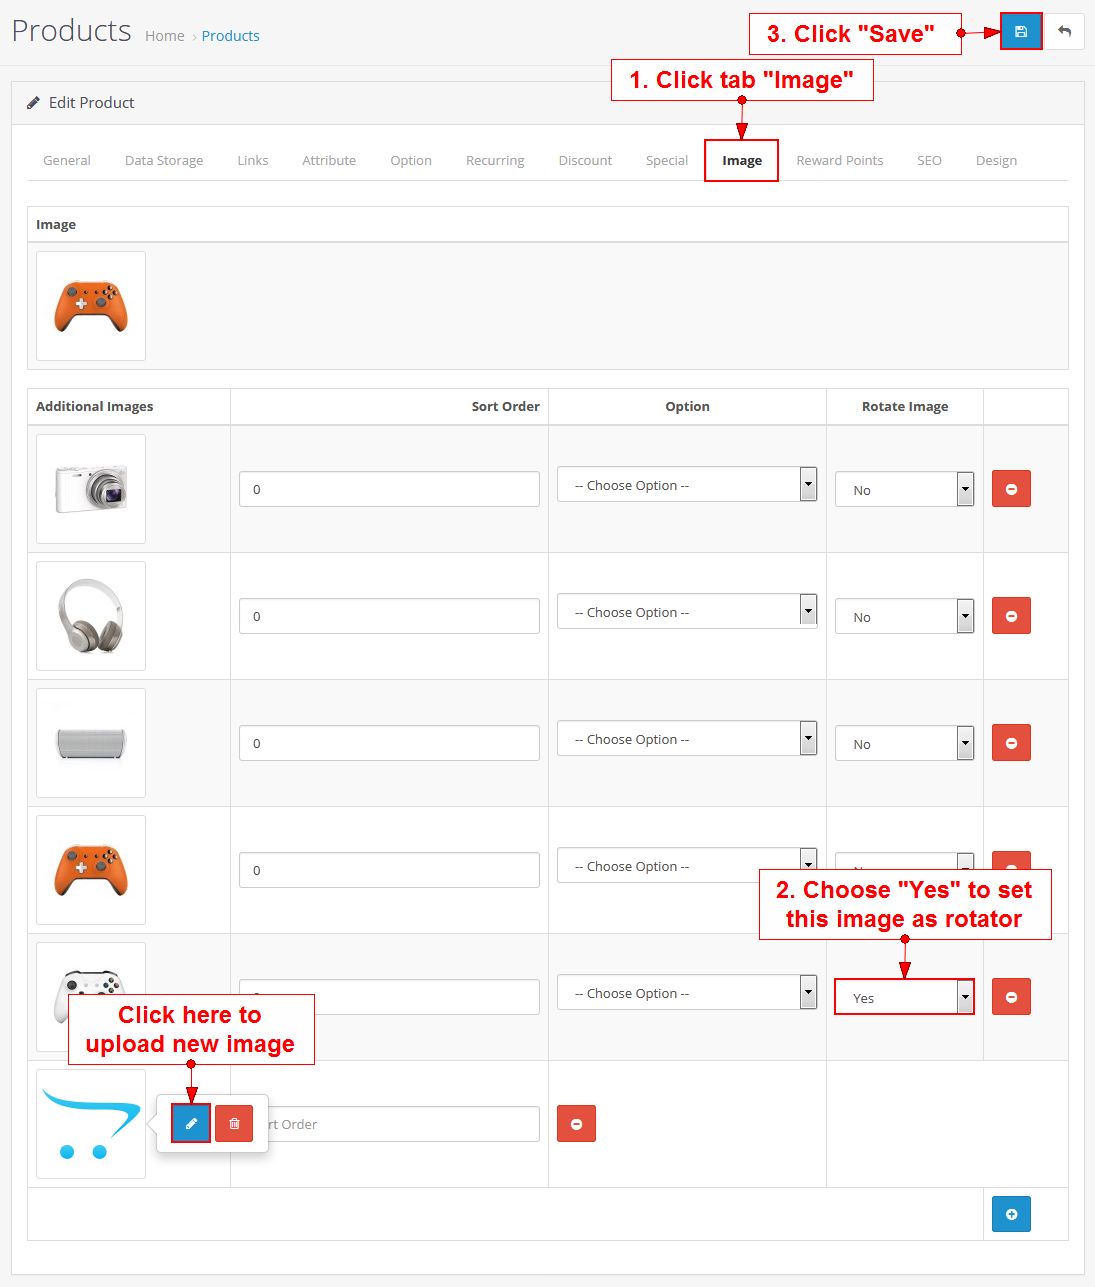 Products Home › Products
3. Click "Save"
1. Click tab "Image"
Edit Product
General Data Storage Links Attribute Option Recurring Discount Special Image Reward Points SEO Design
Image
Additional Images Sort Order Option Rotate Image
0 -- Choose Option -- No
0 -- Choose Option -- No
0 -- Choose Option -- No
0 -- Choose Option --
2. Choose "Yes" to set
this image as rotator
-- Choose Option -- Yes
Click here to
upload new image
rt Order